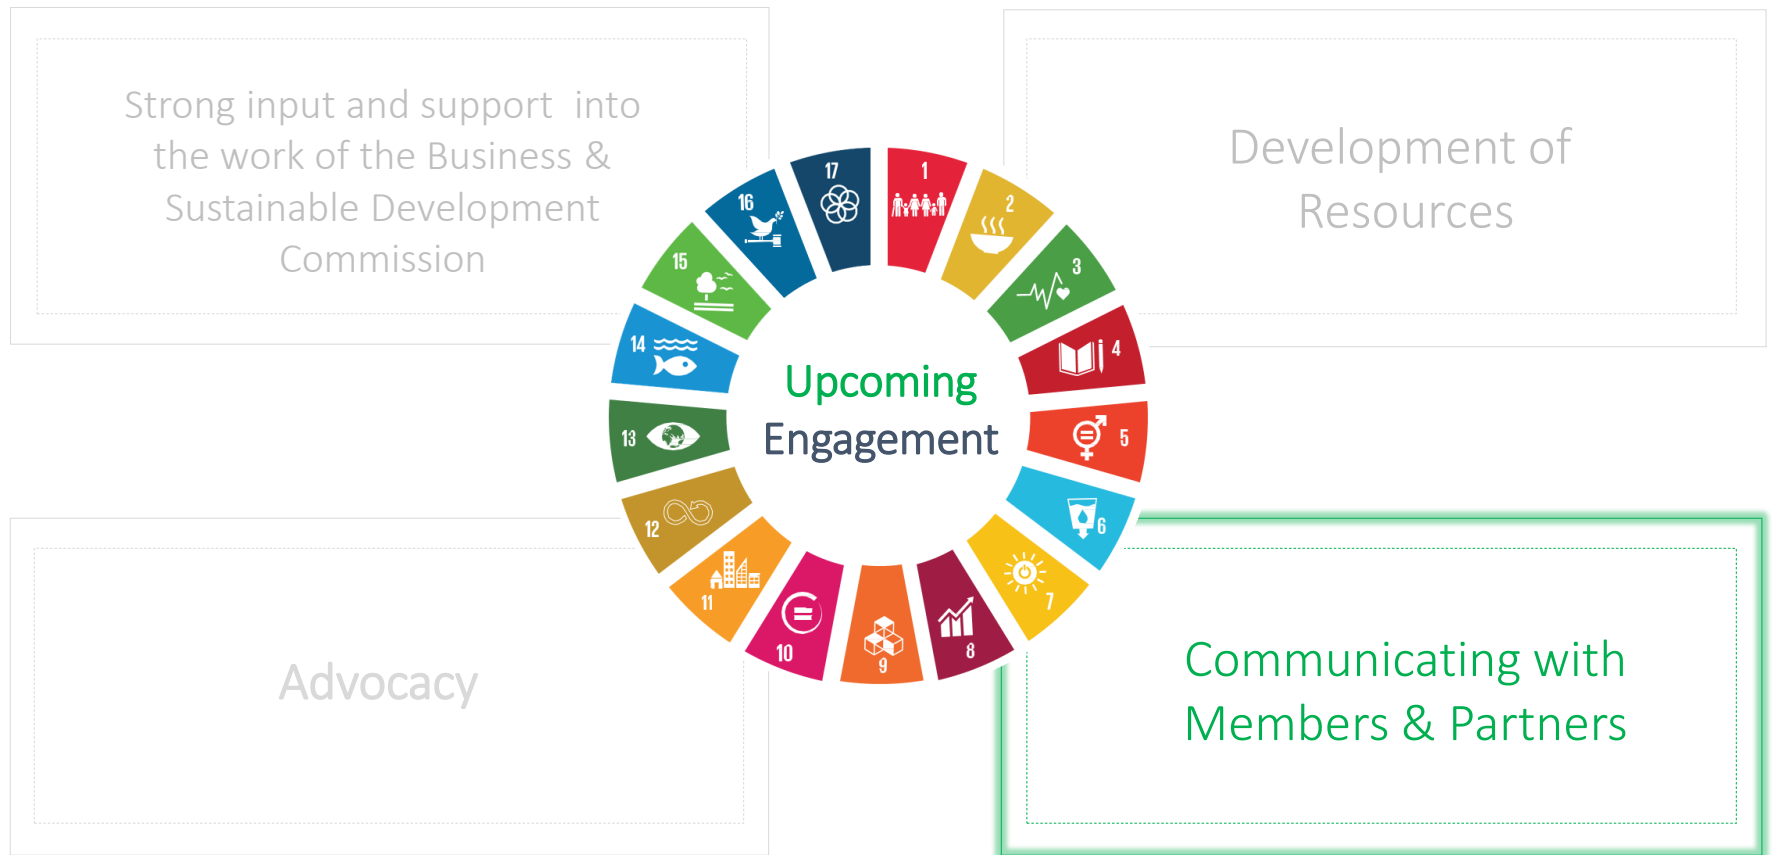 Strong input and support  into
the work of the Business &
Sustainable Development
Commission
Development of
Resources
17
1
16
2
15
3
14
4
Upcoming
Engagement
13
5
12
6
11
7
10
9
8
Advocacy
Communicating with
Members & Partners